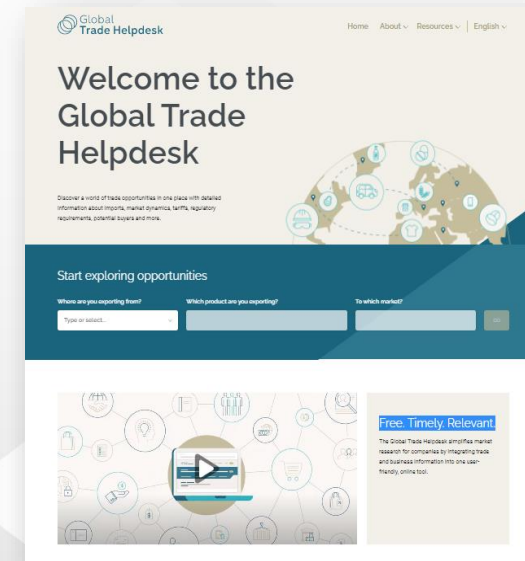 Global
Trade Helpdesk
Home About Resources English
Welcome to the
Global Trade
Helpdesk
Discover a world of trade opportunities in one place with detailed
information about imports, market dynamics, tariffs, regulatory
requirements, potential buyers and more.
Start exploring opportunities
Where are you exporting from? Which product are you exporting? To which market?
Type or select...
Free. Timely. Relevant.
The Global Trade Helpdesk simplifies market
research for companies by integrating trade
and business information into one user-
friendly, online tool.